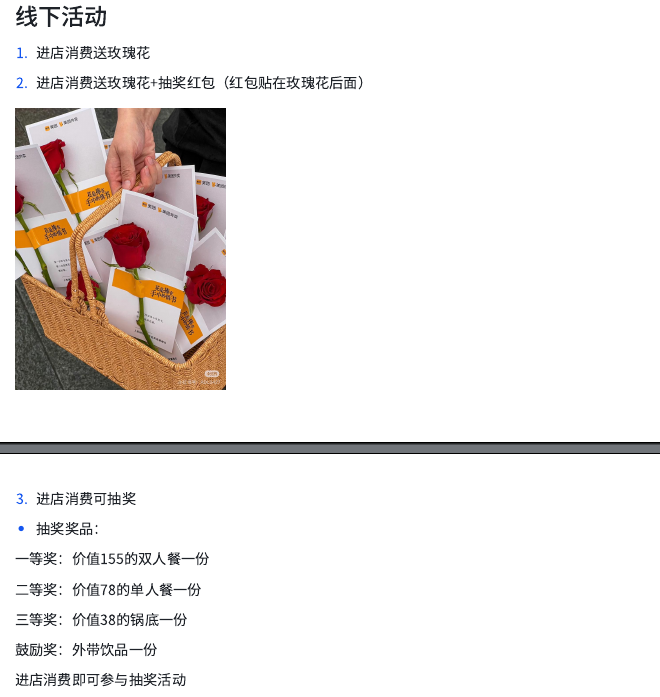 线下活动
1. 进店消费送玫瑰花
2. 进店消费送玫瑰花+抽奖红包（红包贴在玫瑰花后面）
3. 进店消费可抽奖
• 抽奖奖品：
一等奖：价值155的双人餐一份
二等奖：价值78的单人餐一份
三等奖：价值38的锅底一份
鼓励奖：外带饮品一份
进店消费即可参与抽奖活动